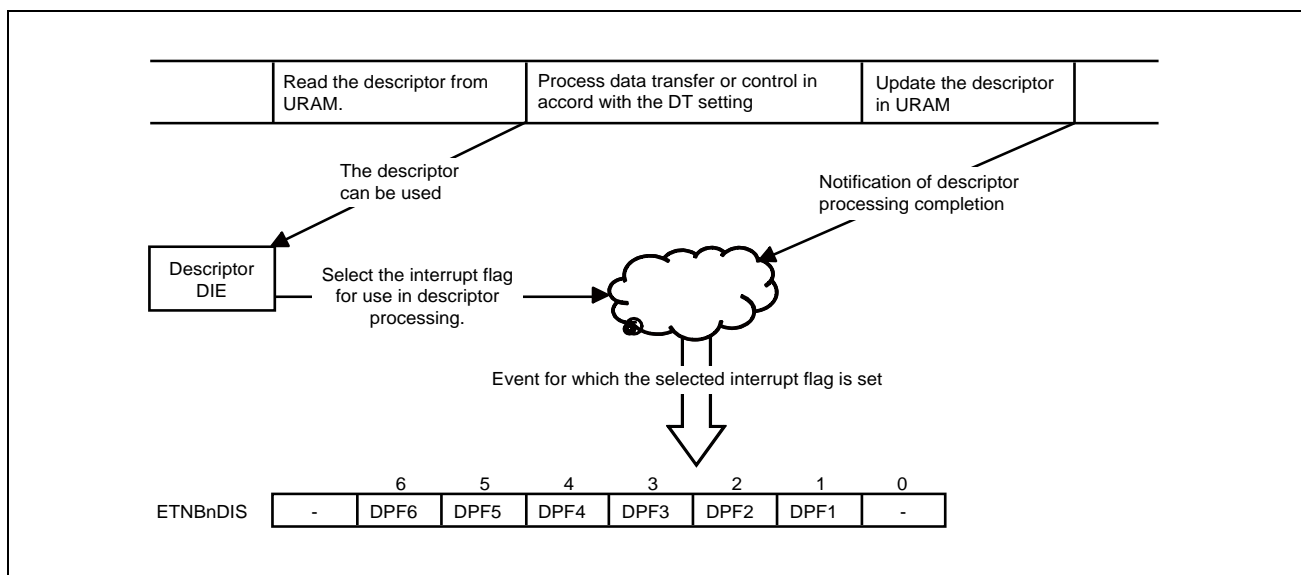 Read the descriptor from
URAM.
Process data transfer or control in
accord with the DT setting
Update the descriptor
in URAM
The descriptor
can be used
Notification of descriptor
processing completion
Descriptor
DIE
Select the interrupt flag
for use in descriptor
processing.
Event for which the selected interrupt flag is set
6 5 4 3 2 1 0
ETNBnDIS - DPF6 DPF5 DPF4 DPF3 DPF2 DPF1 -